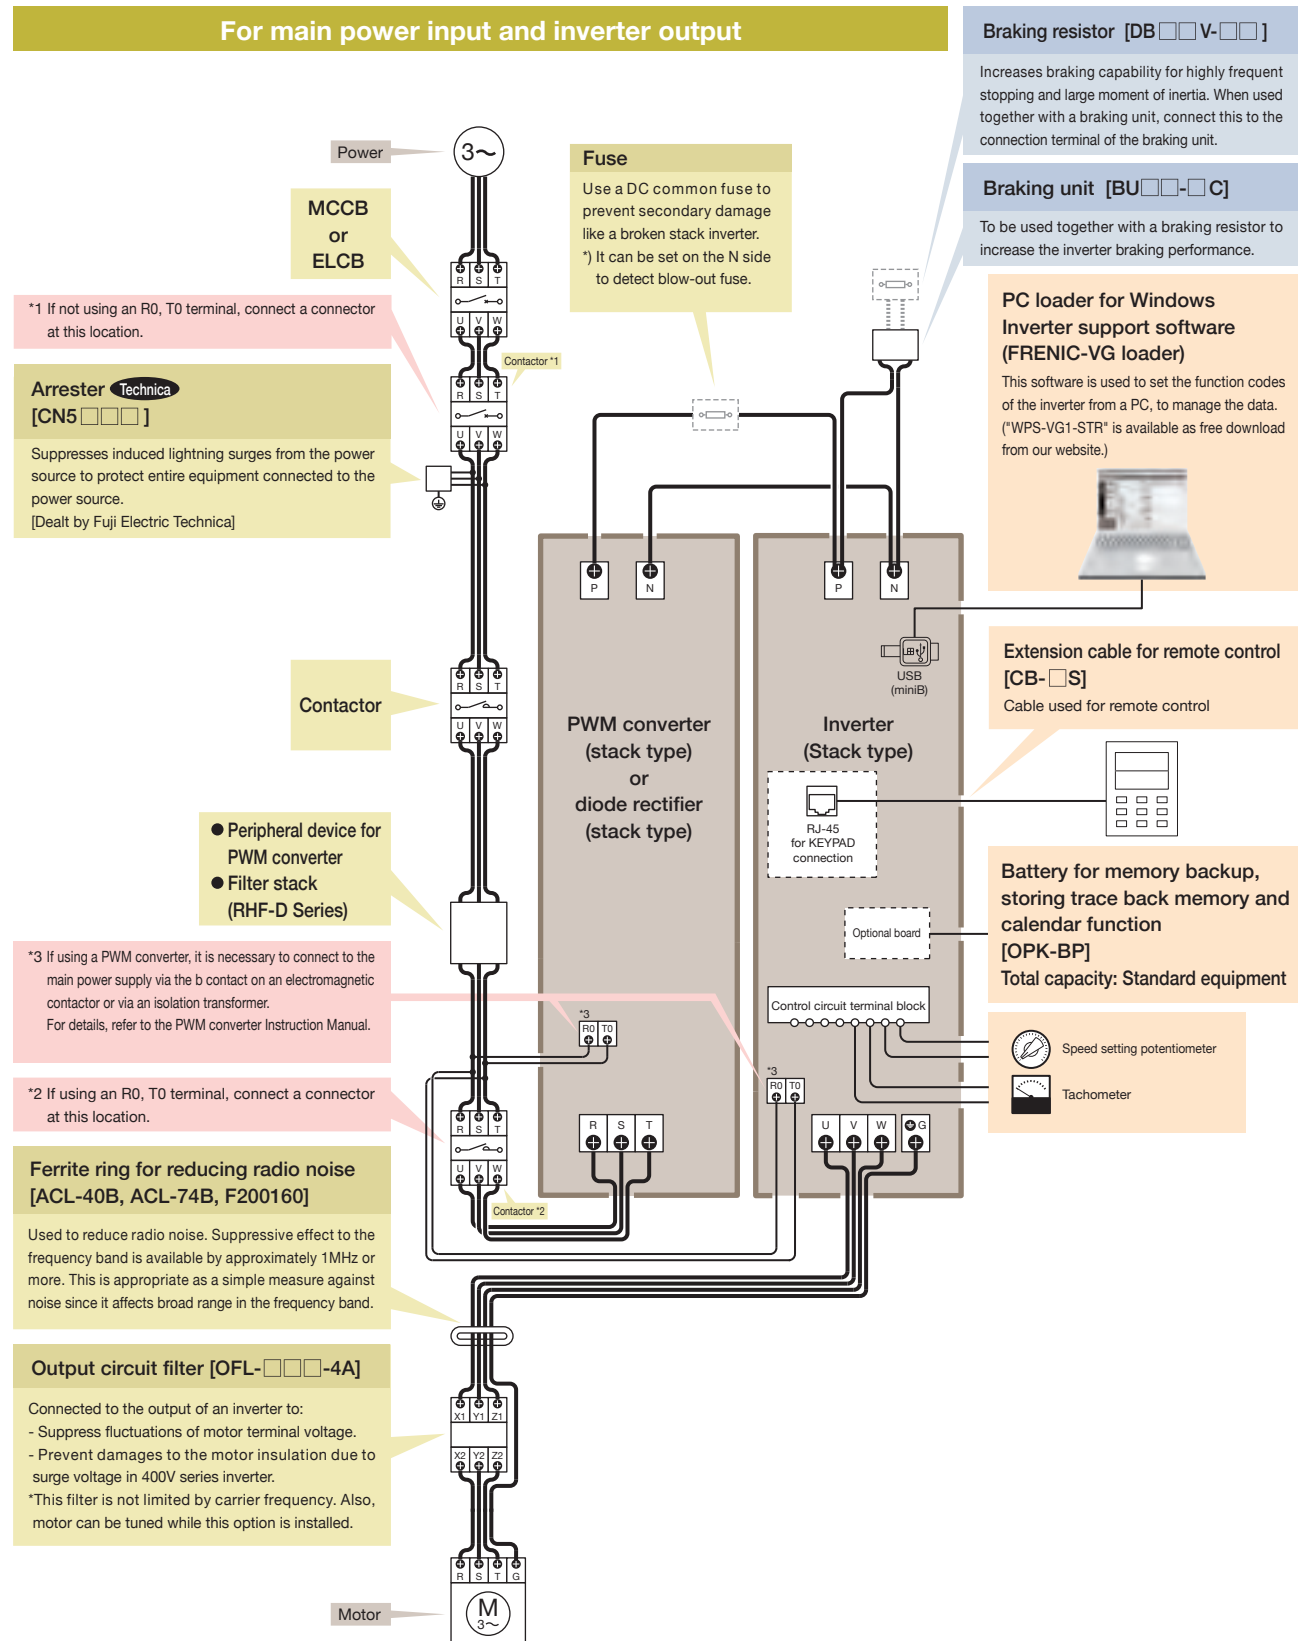 For main power input and inverter output
Power
3~
MCCB
or
ELCB
R S T
U V W
*1 If not using an R0, T0 terminal, connect a connector
at this location.
Contactor *1
R S T
U V W
Arrester Technica
[CN5□□□]
Suppresses induced lightning surges from the power
source to protect entire equipment connected to the
power source.
[Dealt by Fuji Electric Technica]
Fuse
Use a DC common fuse to
prevent secondary damage
like a broken stack inverter.
*) It can be set on the N side
to detect blow-out fuse.
Braking resistor [DB□□V-□□]
Increases braking capability for highly frequent
stopping and large moment of inertia. When used
together with a braking unit, connect this to the
connection terminal of the braking unit.
Braking unit [BU□□-□C]
To be used together with a braking resistor to
increase the inverter braking performance.
PC loader for Windows
Inverter support software
(FRENIC-VG loader)
This software is used to set the function codes
of the inverter from a PC, to manage the data.
("WPS-VG1-STR" is available as free download
from our website.)
P N
P N
USB
(miniB)
Extension cable for remote control
[CB-□S]
Cable used for remote control
Contactor
R S T
U V W
PWM converter
(stack type)
or
diode rectifier
(stack type)
Inverter
(Stack type)
RJ-45
for KEYPAD
connection
● Peripheral device for
PWM converter
● Filter stack
(RHF-D Series)
Optional board
Battery for memory backup,
storing trace back memory and
calendar function
[OPK-BP]
Total capacity: Standard equipment
*3 If using a PWM converter, it is necessary to connect to the
main power supply via the b contact on an electromagnetic
contactor or via an isolation transformer.
For details, refer to the PWM converter Instruction Manual.
Control circuit terminal block
*3
R0 T0
*3
R0 T0
Speed setting potentiometer
Tachometer
*2 If using an R0, T0 terminal, connect a connector
at this location.
R S T
U V W
Contactor *2
R S T
U V W G
Ferrite ring for reducing radio noise
[ACL-40B, ACL-74B, F200160]
Used to reduce radio noise. Suppressive effect to the
frequency band is available by approximately 1MHz or
more. This is appropriate as a simple measure against
noise since it affects broad range in the frequency band.
Output circuit filter [OFL-□□□-4A]
Connected to the output of an inverter to:
- Suppress fluctuations of motor terminal voltage.
- Prevent damages to the motor insulation due to
surge voltage in 400V series inverter.
*This filter is not limited by carrier frequency. Also,
motor can be tuned while this option is installed.
X1 Y1 Z1
X2 Y2 Z2
R S T G
Motor
M
3~